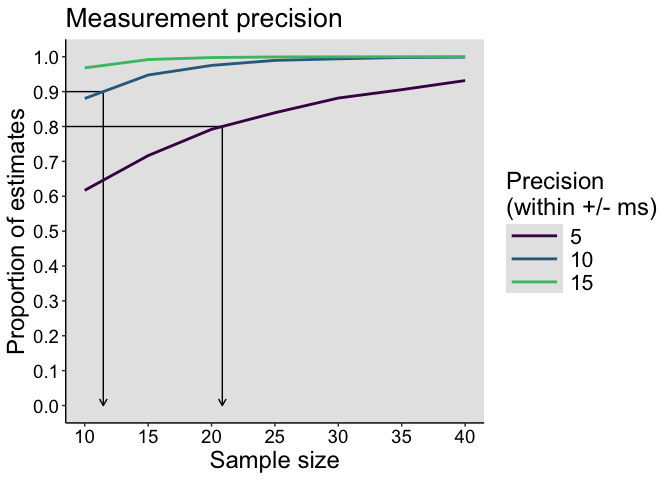 Measurement precision
Proportion of estimates
1.0
0.9
0.8
0.7
0.6
0.5
0.4
0.3
0.2
0.1
0.0
10 15 20 25 30 35 40
Sample size
Precision
(within +/- ms)
5
10
15